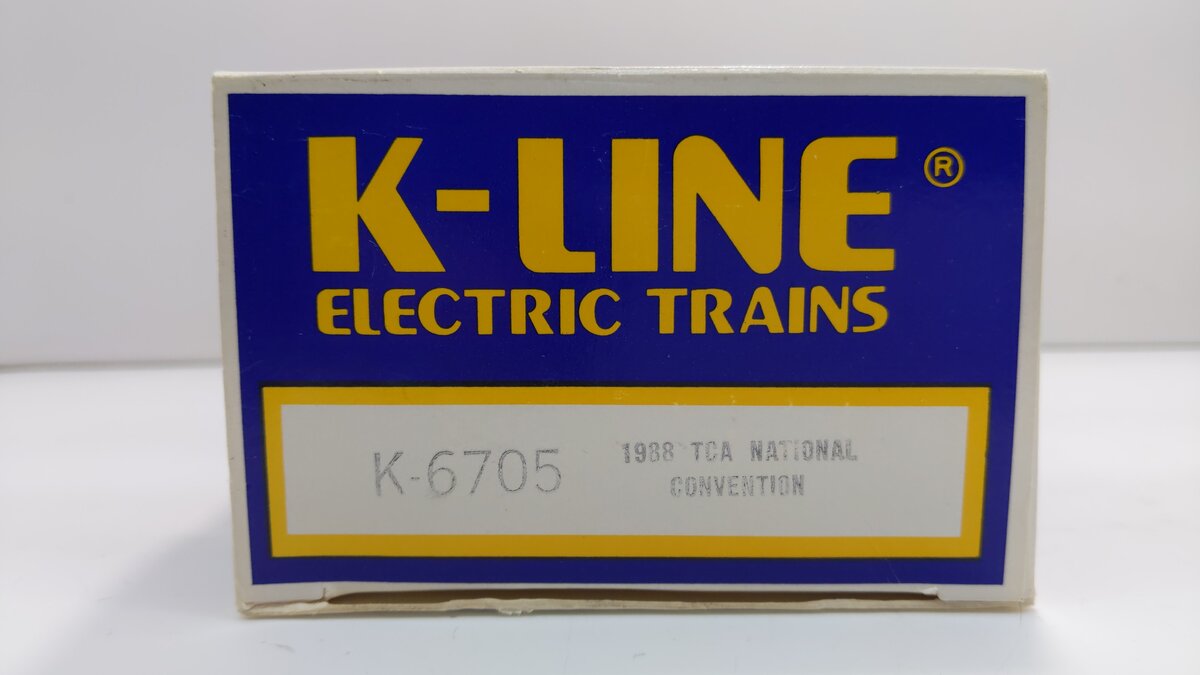 K-LINE ®
ELECTRIC TRAINS
K-6705
1988 TCA NATIONAL
CONVENTION